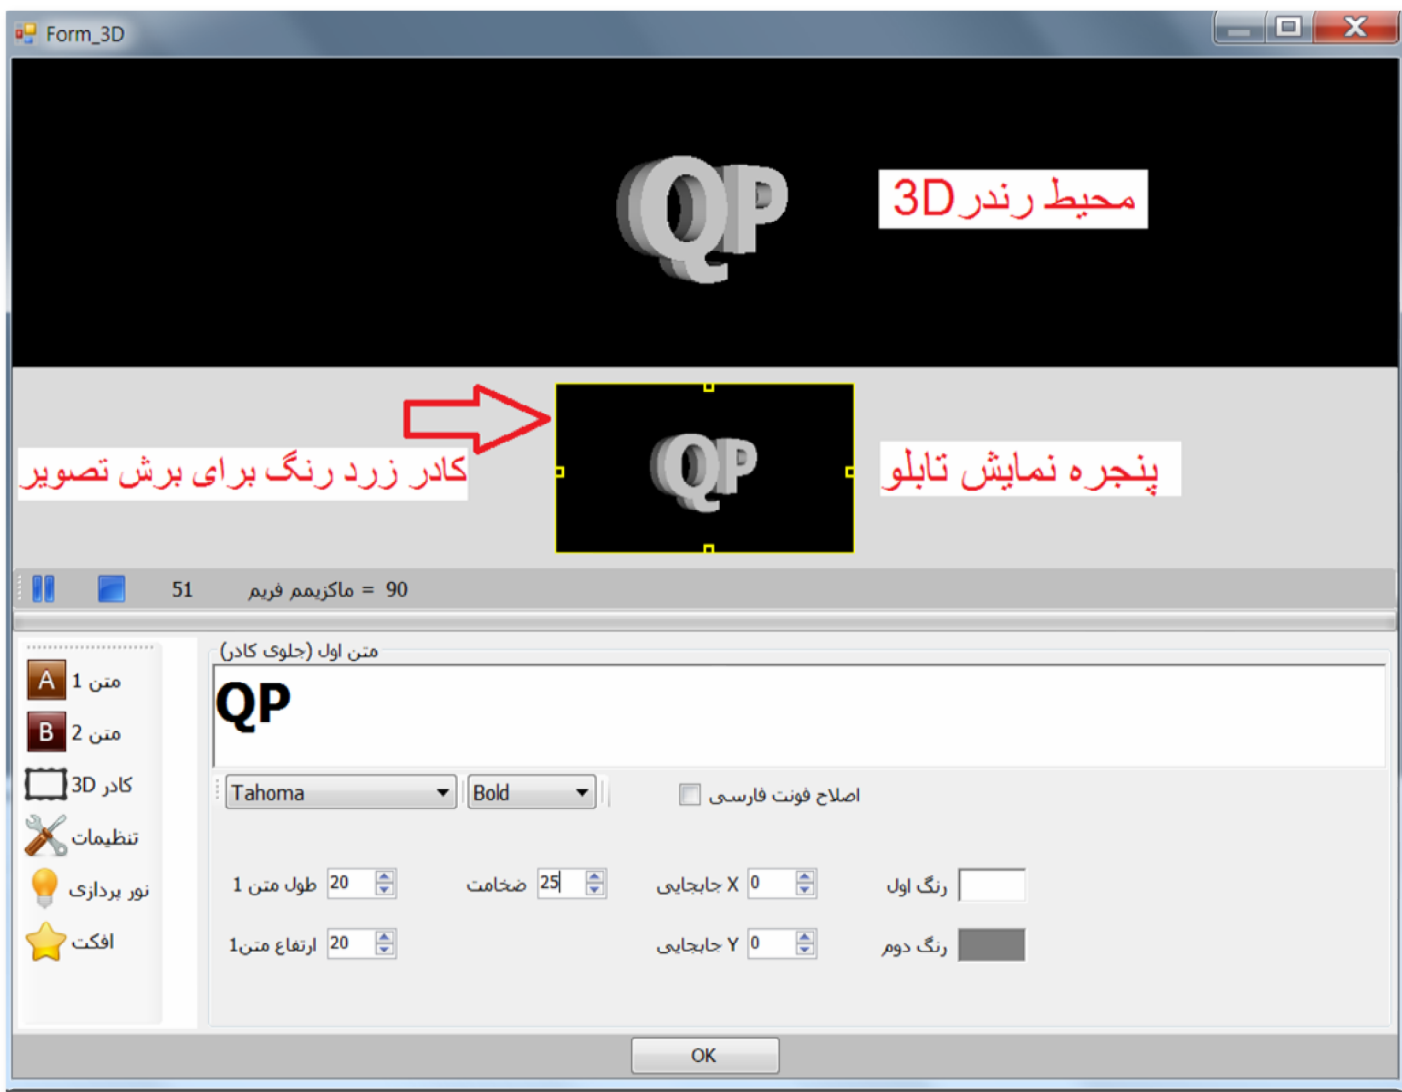 Form_3D
QP
محیط رندر 3D
QP
کادر زرد رنگ برای برش تصویر
پنجره نمایش تابلو
51
ماکزیمم فریم = 90
متن اول (جلوی کادر)
A متن 1
B متن 2
کادر 3D
تنظیمات
نور پردازی
افکت
QP
Tahoma
Bold
اصلاح فونت فارسی
طول متن 1 20
ضخامت 25
جابجایی X 0
رنگ اول
ارتفاع متن1 20
جابجایی Y 0
رنگ دوم
OK